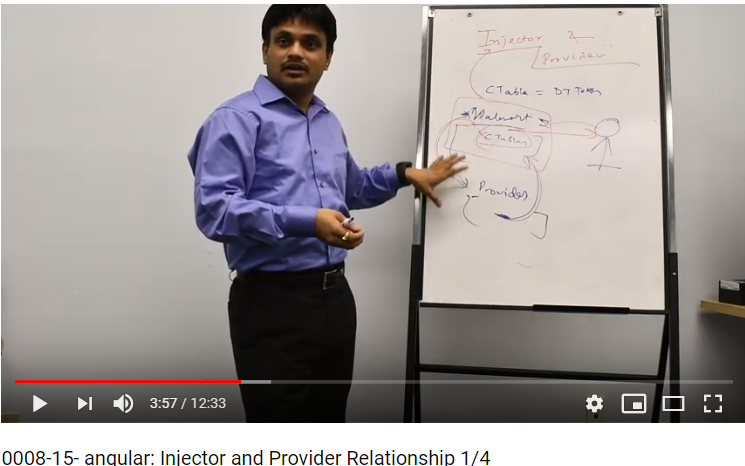 Injector &
Provider
CTable = DI Token
Walmart
CTable
Provider
3:57 / 12:33
0008-15- angular: Injector and Provider Relationship 1/4